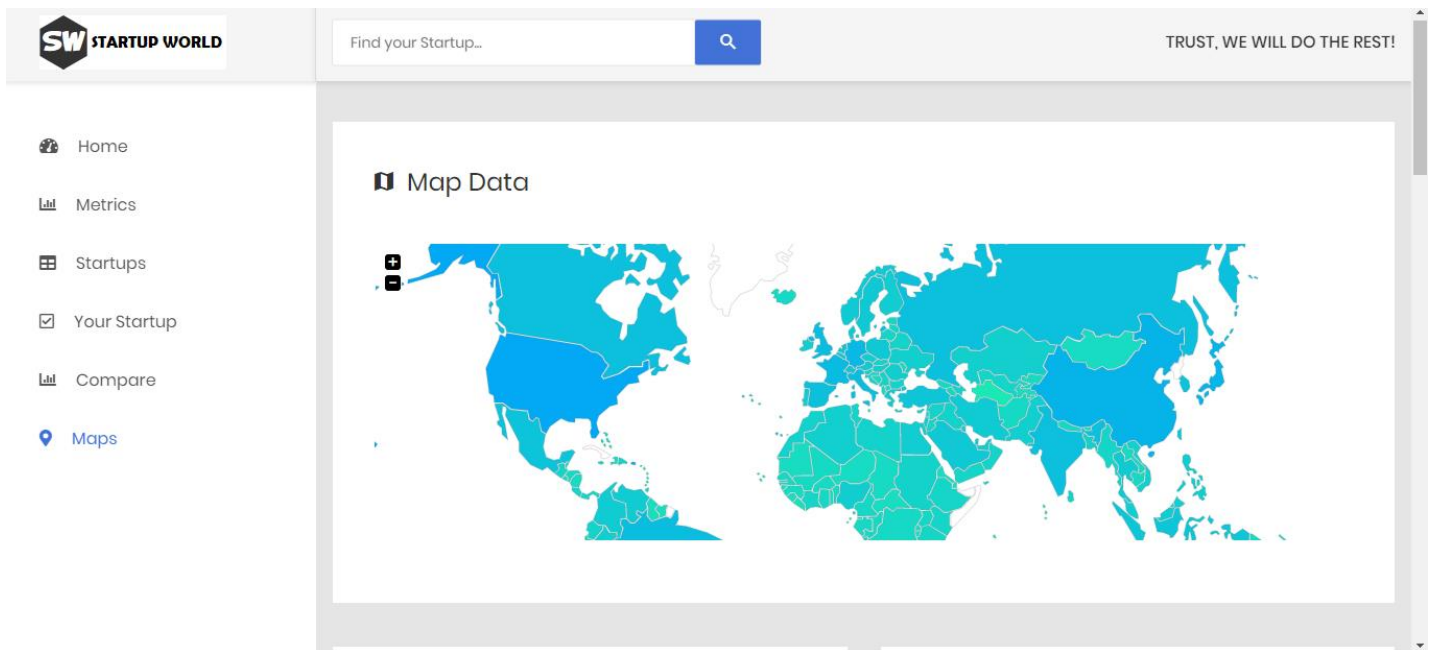 SW STARTUP WORLD
Find your Startup...
TRUST, WE WILL DO THE REST!
Home
Metrics
Startups
Your Startup
Compare
Maps
Map Data
+
-